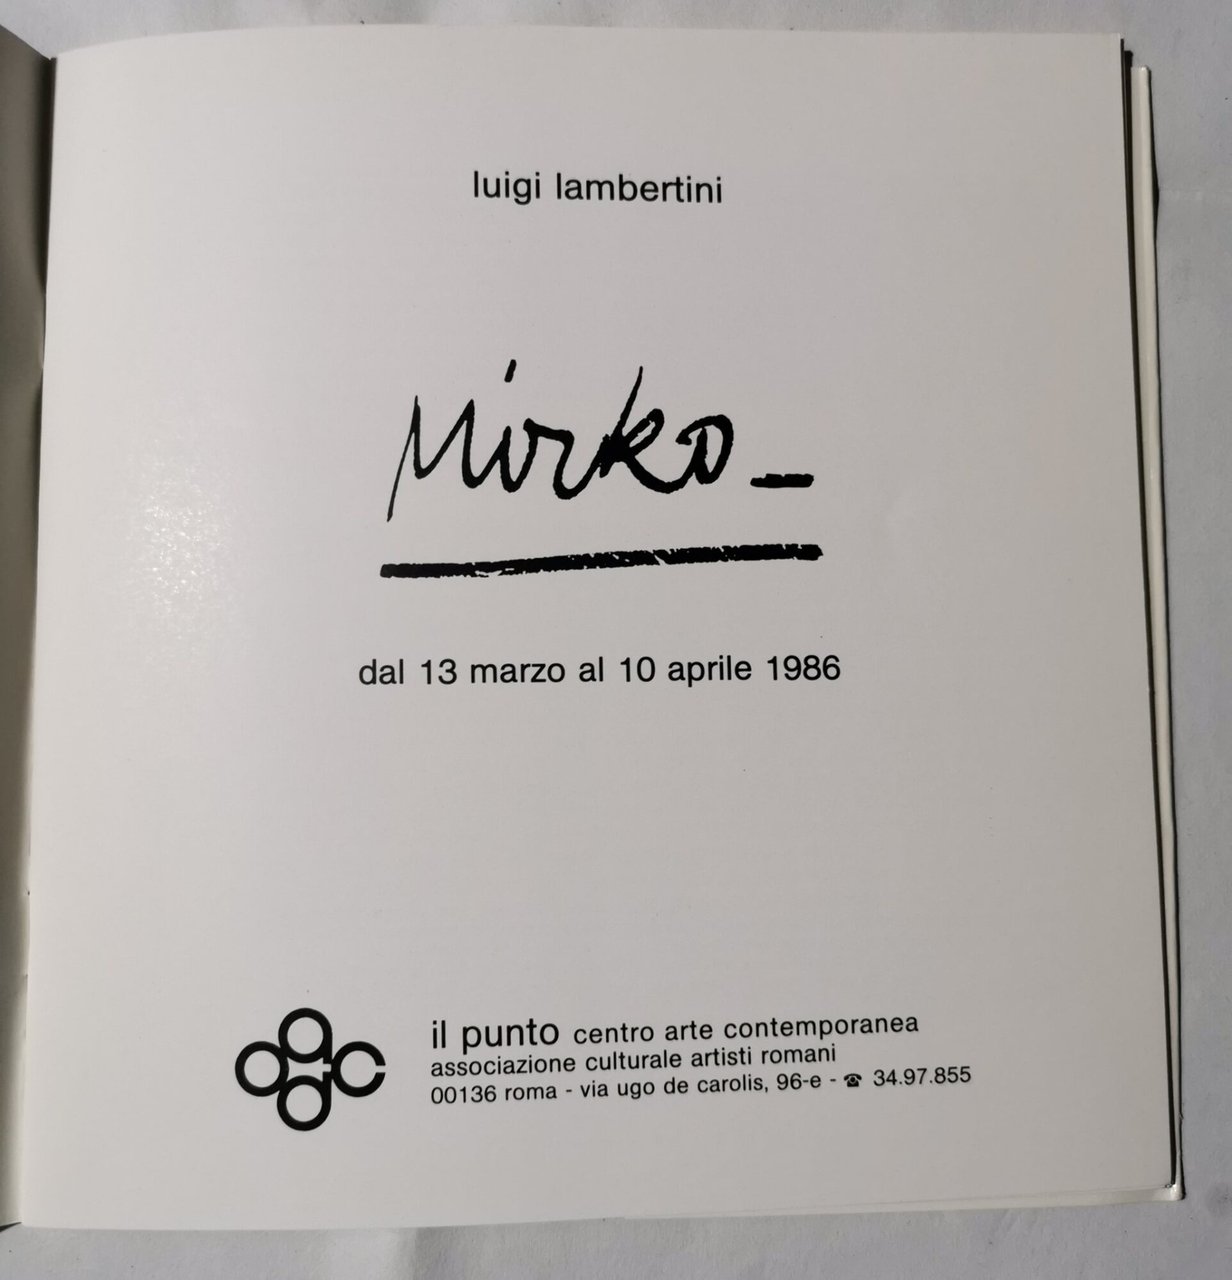 luigi lambertini
Mirko_
dal 13 marzo al 10 aprile 1986
il punto centro arte contemporanea
associazione culturale artisti romani
00136 roma - via ugo de carolis, 96-e - ☎ 34.97.855